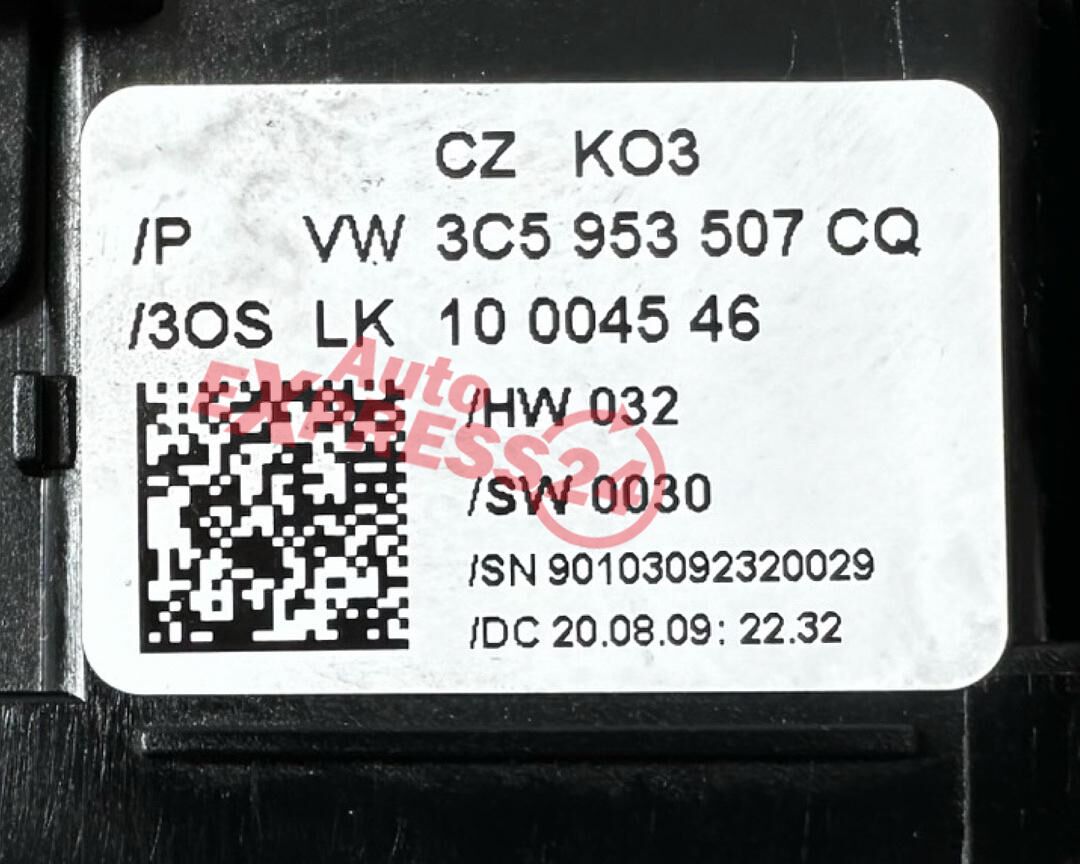 CZ KO3
/P VW 3C5 953 507 CQ
/3OS LK 10 0045 46
Auto
EXPRESS24
/HW 032
/SW 0030
/SN 90103092320029
/DC 20.08.09: 22.32